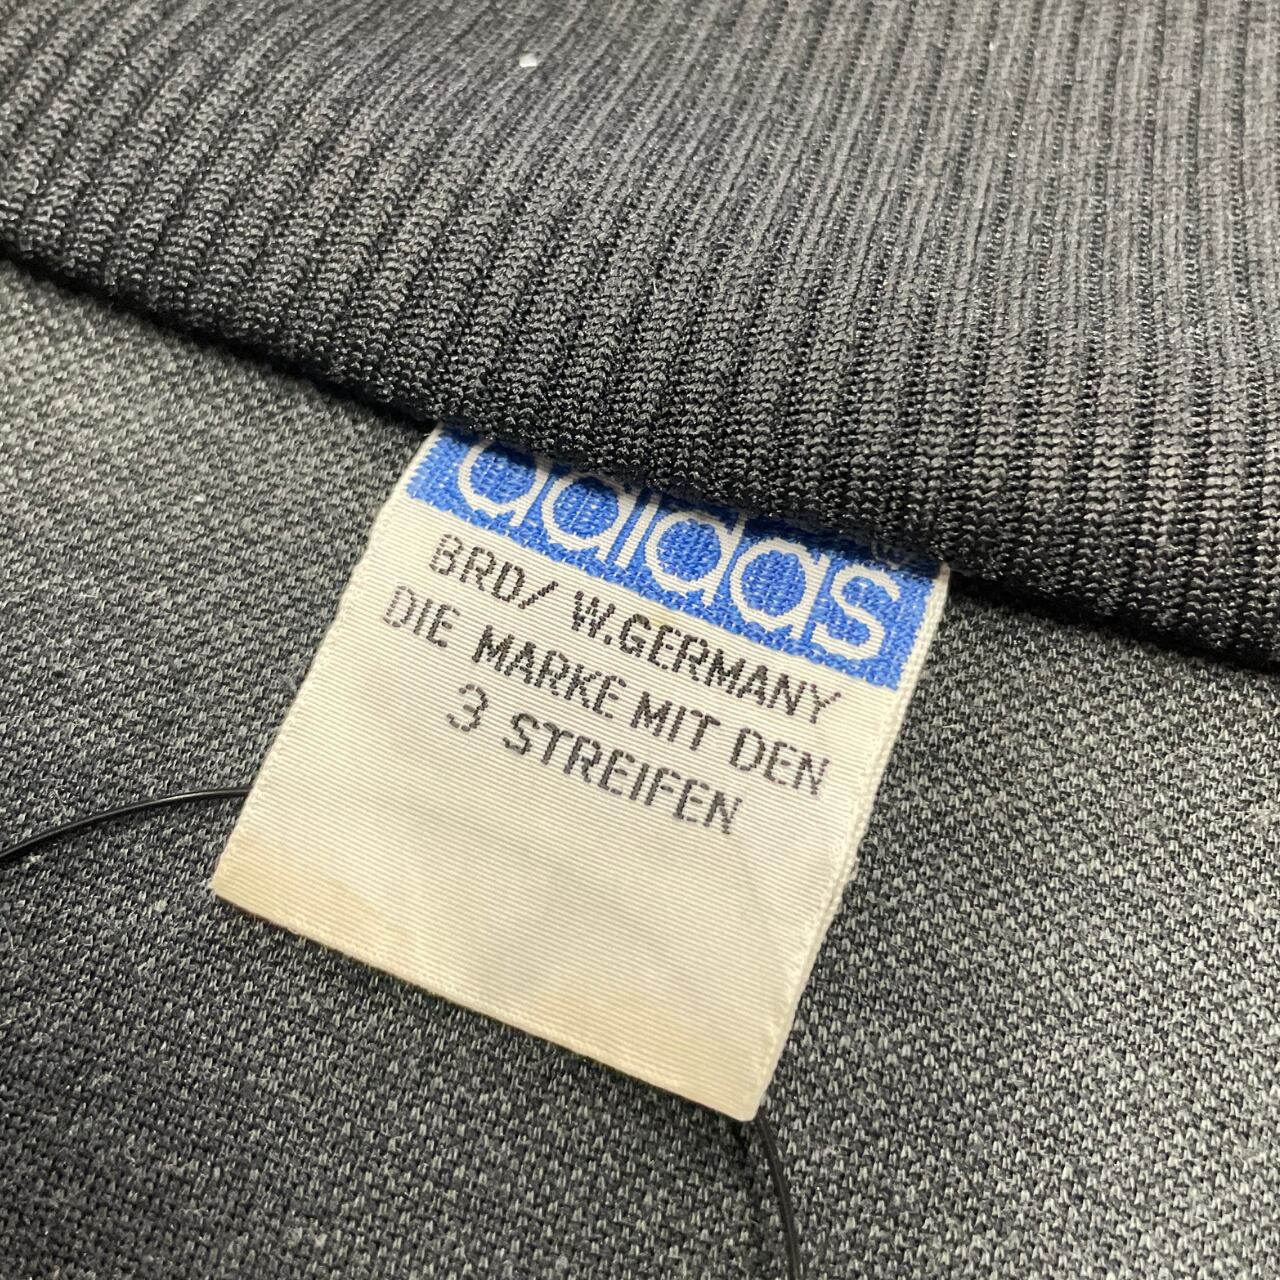 adidas
BRD/ W.GERMANY
DIE MARKE MIT DEN
3 STREIFEN